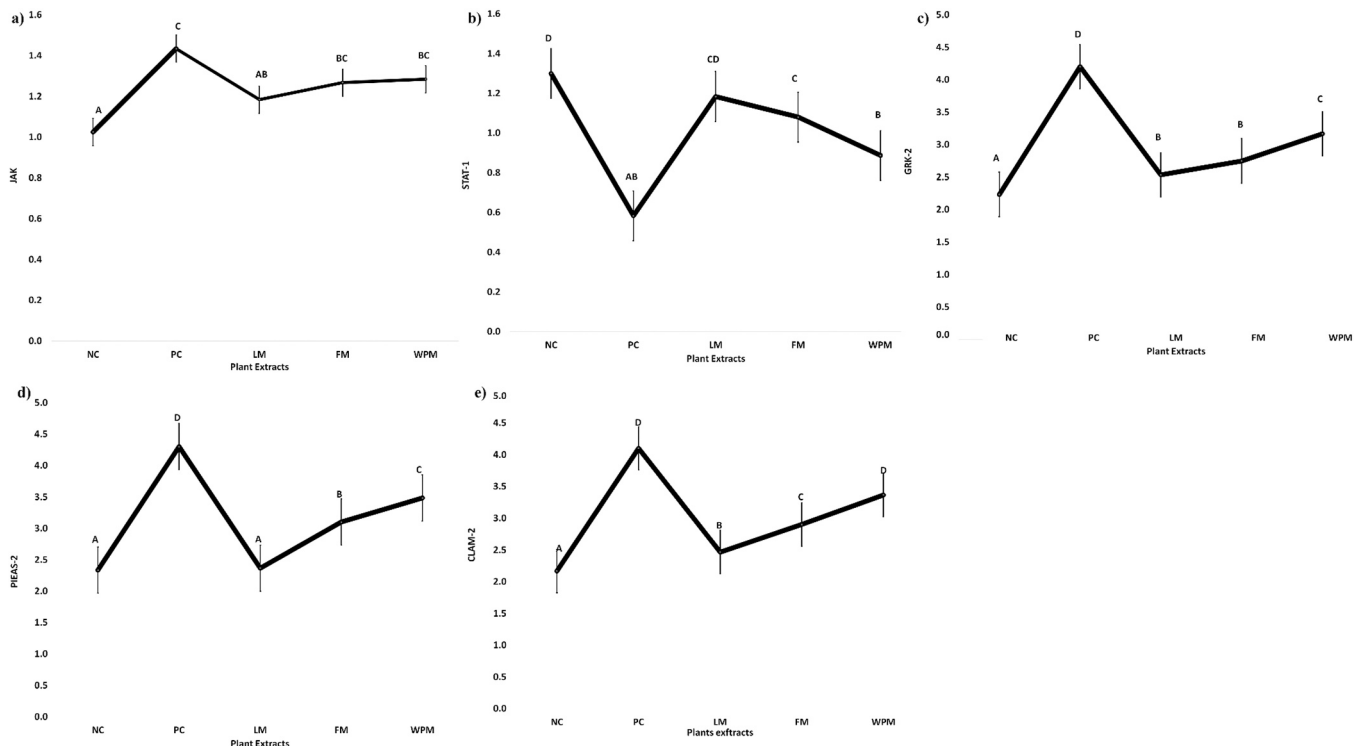 a)
1.6
1.4
1.2
1.0
0.8
0.6
0.4
0.2
0.0
JAK
A
C
AB
BC
BC
NC
PC
LM
FM
WPM
Plant Extracts
b)
1.6
1.4
1.2
1.0
0.8
0.6
0.4
0.2
0.0
STAT-1
D
AB
CD
C
B
NC
PC
LM
FM
WPM
Plant Extracts
c)
5.0
4.5
4.0
3.5
3.0
2.5
2.0
1.5
1.0
0.5
0.0
GRK-2
A
D
B
B
C
NC
PC
LM
FM
WPM
Plant Extracts
d)
5.0
4.5
4.0
3.5
3.0
2.5
2.0
1.5
1.0
0.5
0.0
PIEAS-2
A
D
A
B
C
NC
PC
LM
FM
WPM
Plant Extracts
e)
5.0
4.5
4.0
3.5
3.0
2.5
2.0
1.5
1.0
0.5
0.0
CLAM-2
A
D
B
C
D
NC
PC
LM
FM
WPM
Plants exftracts